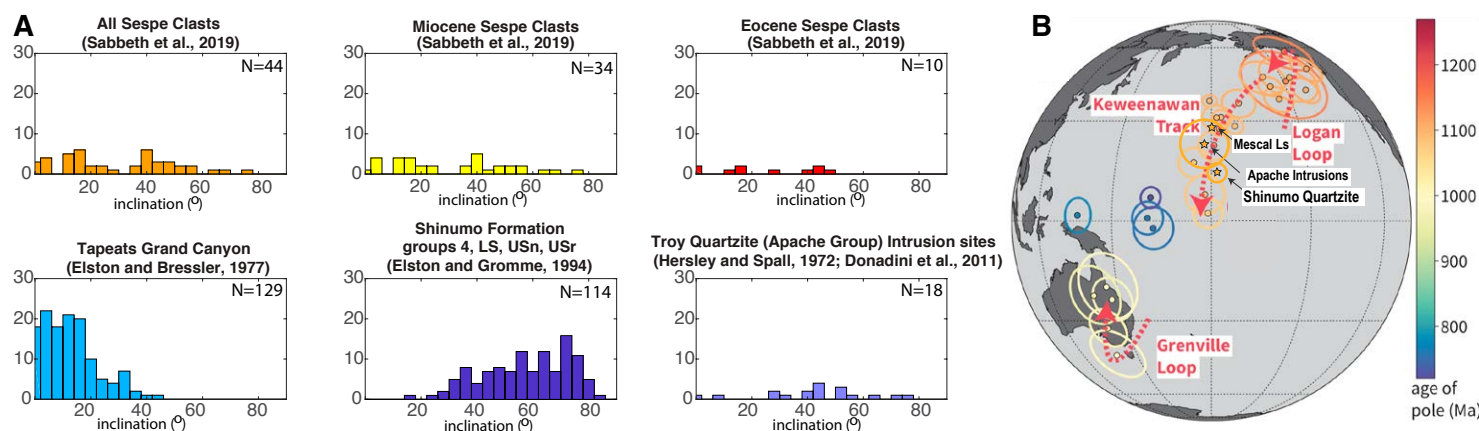 A
All Sespe Clasts
(Sabbeth et al., 2019)
30
20
10
0
N=44
20
40
60
80
inclination (O)
Miocene Sespe Clasts
(Sabbeth et al., 2019)
30
20
10
0
N=34
20
40
60
80
inclination (O)
Eocene Sespe Clasts
(Sabbeth et al., 2019)
30
20
10
0
N=10
20
40
60
80
inclination (O)
Tapeats Grand Canyon
(Elston and Bressler, 1977)
30
20
10
0
N=129
20
40
60
80
inclination (O)
Shinumo Formation
groups 4, LS, USn, USr
(Elston and Gromme, 1994)
30
20
10
0
N=114
20
40
60
80
inclination (O)
Troy Quartzite (Apache Group) Intrusion sites
(Hersley and Spall, 1972; Donadini et al., 2011)
30
20
10
0
N=18
20
40
60
80
inclination (O)
B
Keweenawan
Track
Logan
Loop
Mescal Ls
Apache Intrusions
Shinumo Quartzite
Grenville
Loop
1200
1100
1000
900
800
age of
pole (Ma)